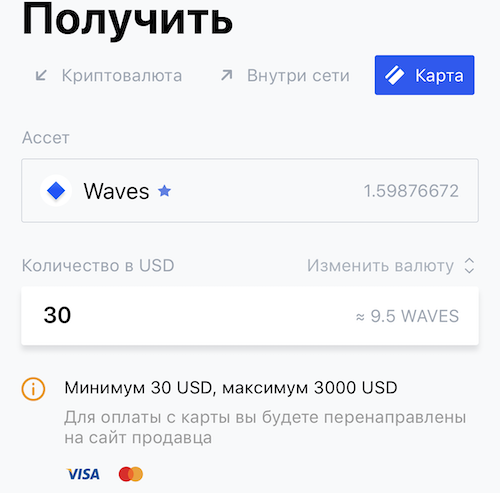 Получить
Криптовалюта Внутри сети Карта
Ассет
Waves 1.59876672
Количество в USD Изменить валюту
30 ≈ 9.5 WAVES
Минимум 30 USD, максимум 3000 USD
Для оплаты с карты вы будете перенаправлены
на сайт продавца
VISA